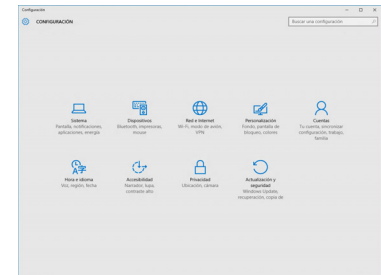 Configuración
CONFIGURACIÓN
Buscar una configuración
Sistema
Pantalla, notificaciones,
aplicaciones, energía
Dispositivos
Bluetooth, impresoras,
mouse
Red e Internet
Wi-Fi, modo de avión,
VPN
Personalización
Fondo, pantalla de
bloqueo, colores
Cuentas
Tu cuenta, sincronizar
configuración, trabajo,
familia
Hora e idioma
Voz, región, fecha
Accesibilidad
Narrador, lupa,
contraste alto
Privacidad
Ubicación, cámara
Actualización y
seguridad
Windows Update,
recuperación, copia de